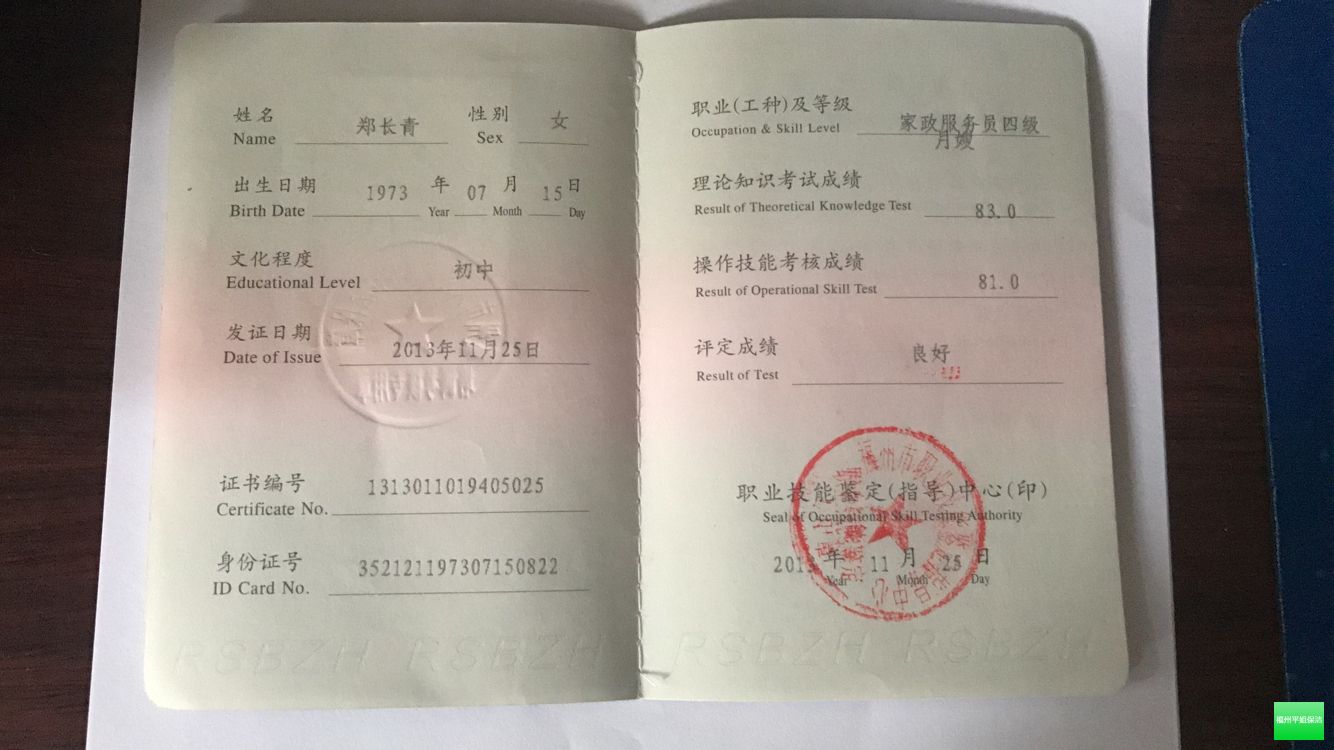 姓名 郑长青 性别 女
Name Sex
出生日期 1973 年 07 月 15 日
Birth Date Year Month Day
文化程度 初中
Educational Level
发证日期
2013年11月25日
Date of Issue
证书编号 1313011019405025
Certificate No.
身份证号 352121197307150822
ID Card No.
RSBZH RSBZH
职业(工种)及等级 家政服务员四级
Occupation & Skill Level 月嫂
理论知识考试成绩
Result of Theoretical Knowledge Test 83.0
操作技能考核成绩 81.0
Result of Operational Skill Test
评定成绩 良好
Result of Test
职业技能鉴定(指导)中心(印)
Seal of Occupational Skill Testing Authority
2013 年 11 月 25 日
Year Month Day
RSBZH RSBZH
福州平姐保洁